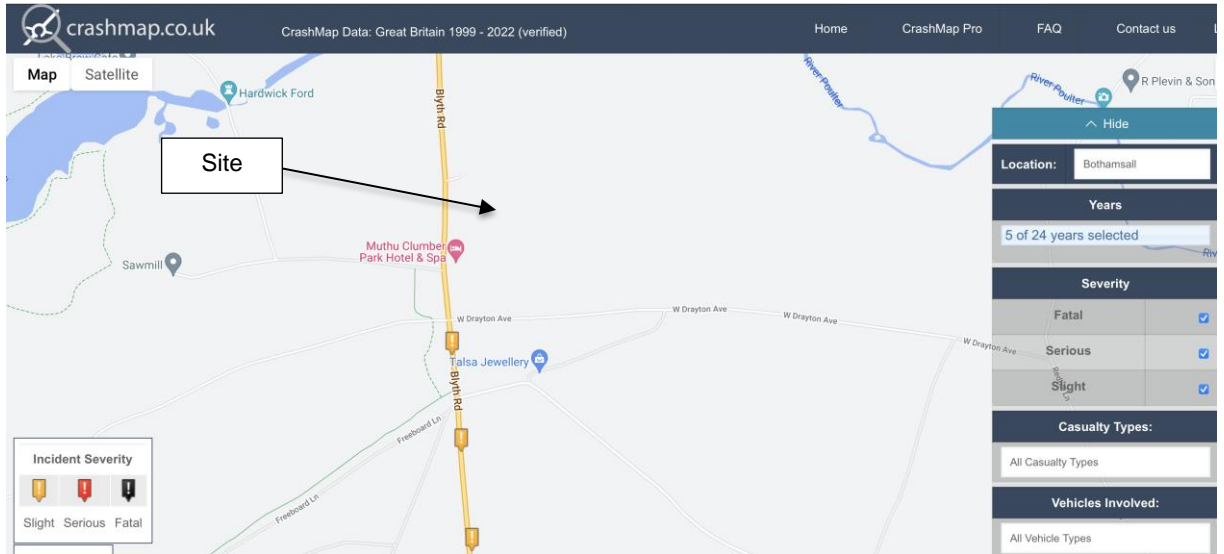 crashmap.co.uk
CrashMap Data: Great Britain 1999 - 2022 (verified)
Home
CrashMap Pro
FAQ
Contact us
Map
Satellite
Hardwick Ford
Blyth Rd
River Poulter
River Poulter
R Plevin & Son
Hide
Site
Location:
Bothamsall
Years
5 of 24 years selected
Riv
Muthu Clumber
Park Hotel & Spa
Sawmill
Severity
Fatal
Serious
Slight
W Drayton Ave
W Drayton Ave
W Drayton Ave
W Drayton Ave
Talsa Jewellery
Blyth Rd
Freeboard Ln
Freeboard Ln
Casualty Types:
All Casualty Types
Vehicles Involved:
All Vehicle Types
Incident Severity
Slight Serious Fatal